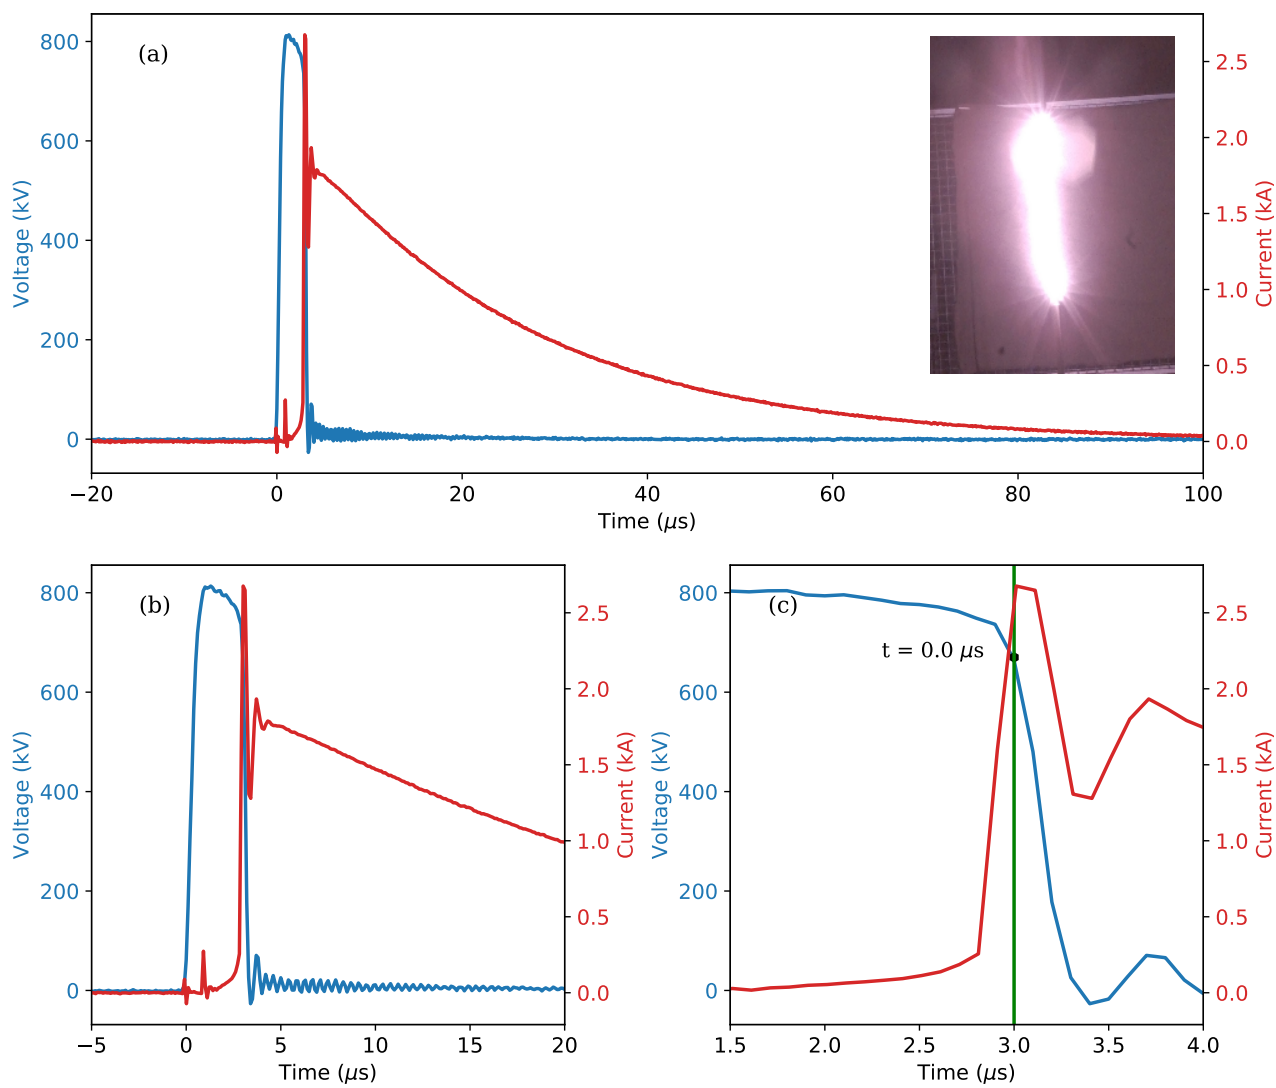 (a)
800
600
400
200
0
Voltage (kV)
2.5
2.0
1.5
1.0
0.5
0.0
Current (kA)
−20 0 20 40 60 80 100
Time (μs)
(b)
800
600
400
200
0
Voltage (kV)
2.5
2.0
1.5
1.0
0.5
0.0
Current (kA)
−5 0 5 10 15 20
Time (μs)
(c)
t = 0.0 μs
800
600
400
200
0
Voltage (kV)
2.5
2.0
1.5
1.0
0.5
0.0
Current (kA)
1.5 2.0 2.5 3.0 3.5 4.0
Time (μs)